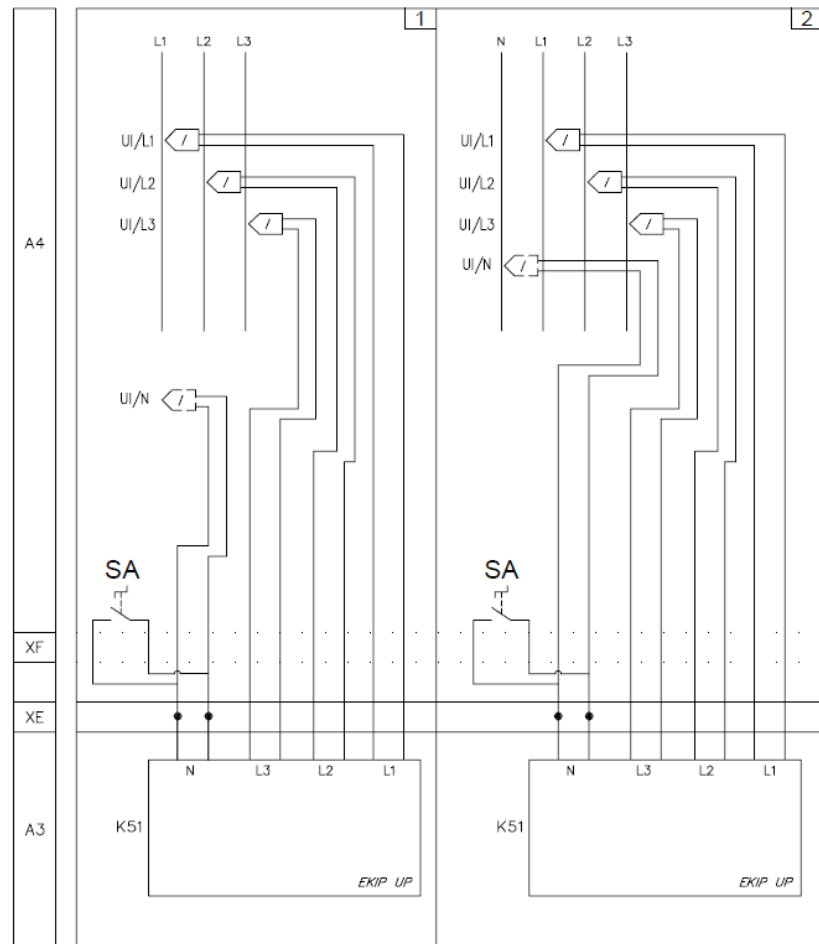 1
2
L1 L2 L3
N L1 L2 L3
UI/L1
UI/L1
UI/L2
UI/L2
UI/L3
UI/L3
A4
UI/N
UI/N
SA
SA
XF
XE
N L3 L2 L1
N L3 L2 L1
A3
K51
K51
EKIP UP
EKIP UP